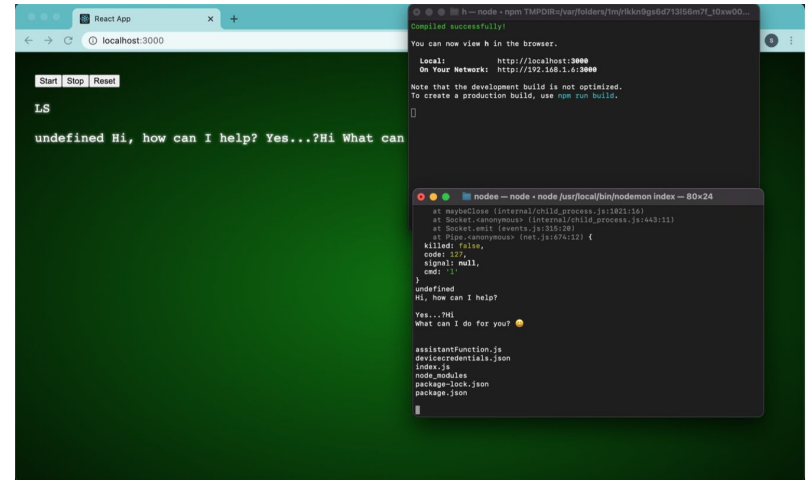 React App
localhost:3000
Start Stop Reset
LS
undefined Hi, how can I help? Yes...?Hi What can
h — node • npm TMPDIR=/var/folders/1m/rlkkn9gs6d713l56m7f_t0xw00...
Compiled successfully!
You can now view h in the browser.
Local: http://localhost:3000
On Your Network: http://192.168.1.6:3000
Note that the development build is not optimized.
To create a production build, use npm run build.
nodee — node • node /usr/local/bin/nodemon index — 80×24
at maybeClose (internal/child_process.js:1021:16)
at Socket.<anonymous> (internal/child_process.js:443:11)
at Socket.emit (events.js:315:20)
at Pipe.<anonymous> (net.js:674:12) {
killed: false,
code: 127,
signal: null,
cmd: 'l'
}
undefined
Hi, how can I help?
Yes...?Hi
What can I do for you? 😀
assistantFunction.js
devicecredentials.json
index.js
node_modules
package-lock.json
package.json